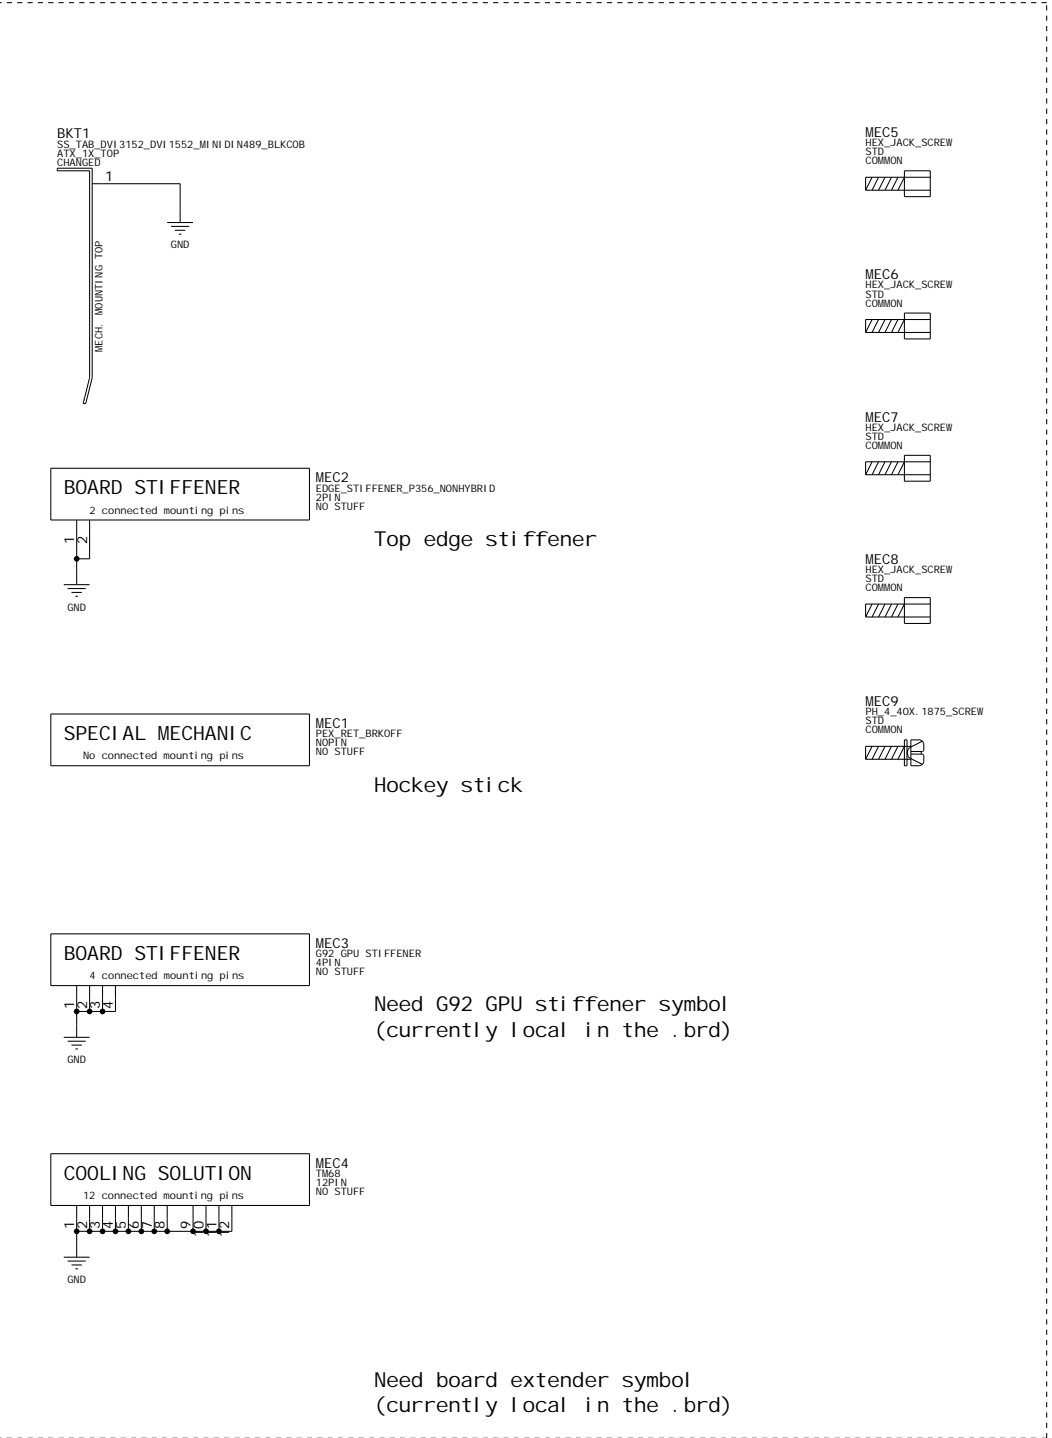 BKT1
SS_TAB_DVI3152_DVI1552_MINIDIN489_BLKCOB
ATX_1X_TOP
CHANGED
1
GND
MECH. MOUNTING TOP
MEC5
HEX_JACK_SCREW
STD
COMMON
MEC6
HEX_JACK_SCREW
STD
COMMON
MEC7
HEX_JACK_SCREW
STD
COMMON
BOARD STIFFENER
2 connected mounting pins
MEC2
EDGE_STIFFENER_P356_NONHYBRID
2PIN
NO STUFF
1
2
GND
Top edge stiffener
MEC8
HEX_JACK_SCREW
STD
COMMON
SPECIAL MECHANIC
No connected mounting pins
MEC1
PEX_RET_BRKOFF
NOPIN
NO STUFF
Hockey stick
MEC9
PH_4_40X.1875_SCREW
STD
COMMON
BOARD STIFFENER
4 connected mounting pins
MEC3
G92 GPU STIFFENER
4PIN
NO STUFF
1
2
3
4
GND
Need G92 GPU stiffener symbol
(currently local in the .brd)
COOLING SOLUTION
12 connected mounting pins
MEC4
TM68
12PIN
NO STUFF
1
2
3
4
5
6
7
8
9
10
11
12
GND
Need board extender symbol
(currently local in the .brd)